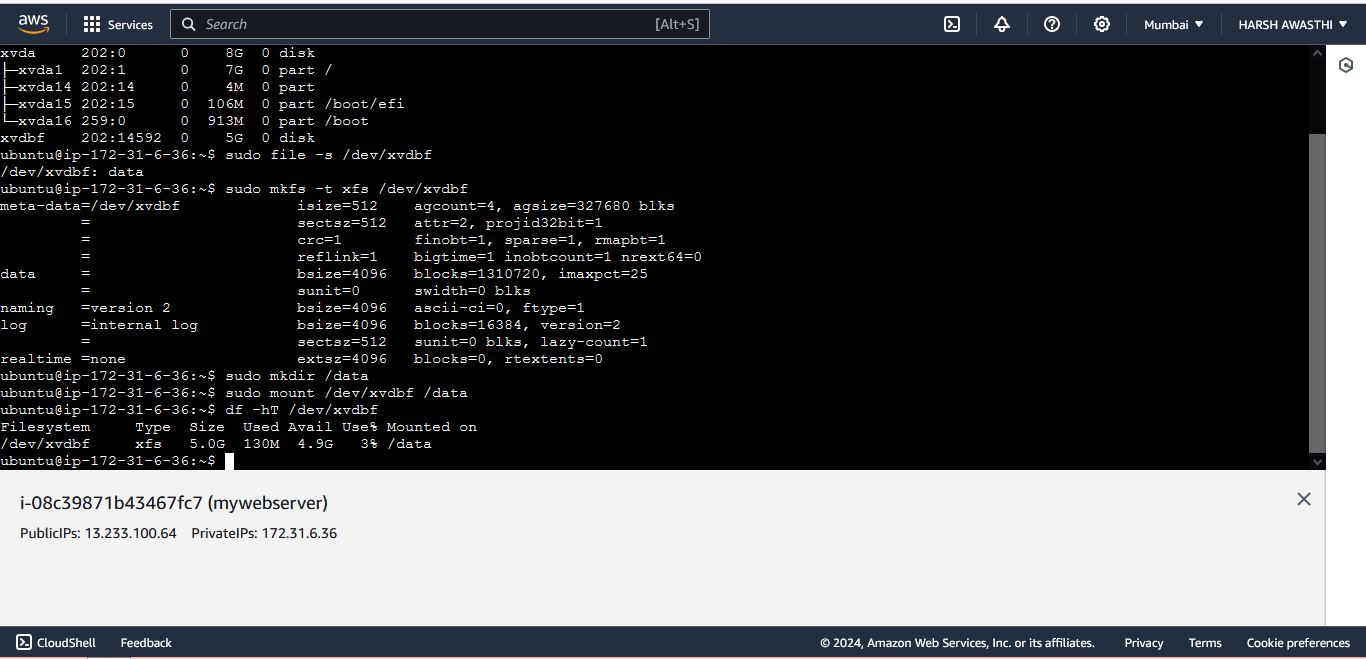 aws Services Search [Alt+S] Mumbai HARSH AWASTHI
xvda     202:0      0    8G  0 disk
├─xvda1  202:1      0    7G  0 part /
├─xvda14 202:14     0    4M  0 part
├─xvda15 202:15     0  106M  0 part /boot/efi
└─xvda16 259:0      0  913M  0 part /boot
xvdbf    202:14592  0    5G  0 disk
ubuntu@ip-172-31-6-36:~$ sudo file -s /dev/xvdbf
/dev/xvdbf: data
ubuntu@ip-172-31-6-36:~$ sudo mkfs -t xfs /dev/xvdbf
meta-data=/dev/xvdbf             isize=512    agcount=4, agsize=327680 blks
         =                       sectsz=512   attr=2, projid32bit=1
         =                       crc=1        finobt=1, sparse=1, rmapbt=1
         =                       reflink=1    bigtime=1 inobtcount=1 nrext64=0
data     =                       bsize=4096   blocks=1310720, imaxpct=25
         =                       sunit=0      swidth=0 blks
naming   =version 2              bsize=4096   ascii-ci=0, ftype=1
log      =internal log           bsize=4096   blocks=16384, version=2
         =                       sectsz=512   sunit=0 blks, lazy-count=1
realtime =none                   extsz=4096   blocks=0, rtextents=0
ubuntu@ip-172-31-6-36:~$ sudo mkdir /data
ubuntu@ip-172-31-6-36:~$ sudo mount /dev/xvdbf /data
ubuntu@ip-172-31-6-36:~$ df -hT /dev/xvdbf
Filesystem     Type  Size  Used Avail Use% Mounted on
/dev/xvdbf     xfs   5.0G  130M  4.9G   3% /data
ubuntu@ip-172-31-6-36:~$
i-08c39871b43467fc7 (mywebserver)
PublicIPs: 13.233.100.64 PrivateIPs: 172.31.6.36
CloudShell Feedback © 2024, Amazon Web Services, Inc. or its affiliates. Privacy Terms Cookie preferences